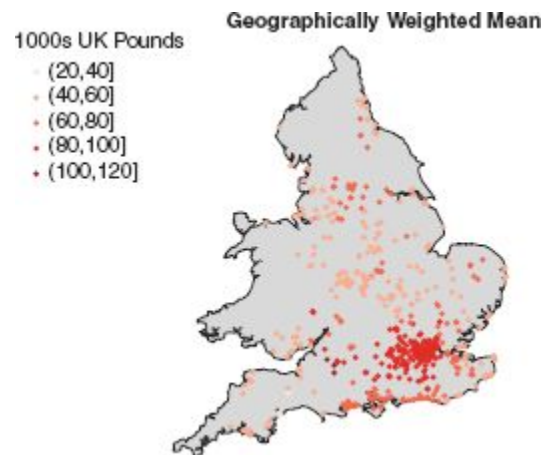 Geographically Weighted Mean
1000s UK Pounds
(20,40]
(40,60]
(60,80]
(80,100]
(100,120]